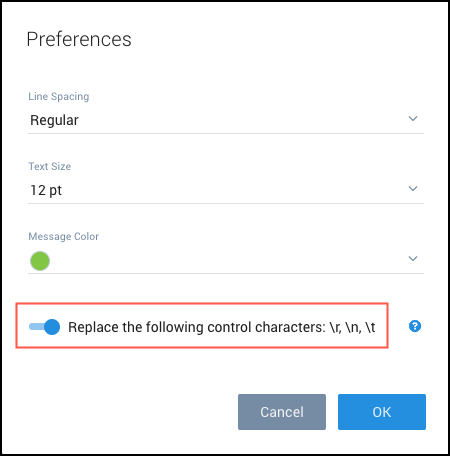 Preferences
Line Spacing
Regular
Text Size
12 pt
Message Color
Replace the following control characters: \r, \n, \t
?
Cancel
OK